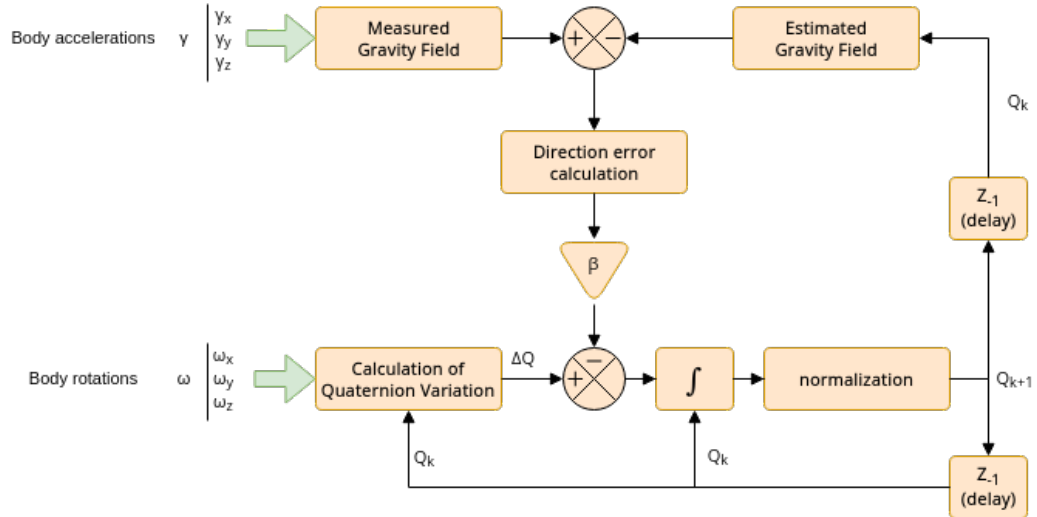 Body accelerations γ γx
γy
γz
Measured
Gravity Field
+ −
Estimated
Gravity Field
Qk
Direction error
calculation
Z-1
(delay)
β
Body rotations ω ωx
ωy
ωz
Calculation of
Quaternion Variation
ΔQ
−
+
∫
normalization
Qk+1
Qk
Qk
Z-1
(delay)